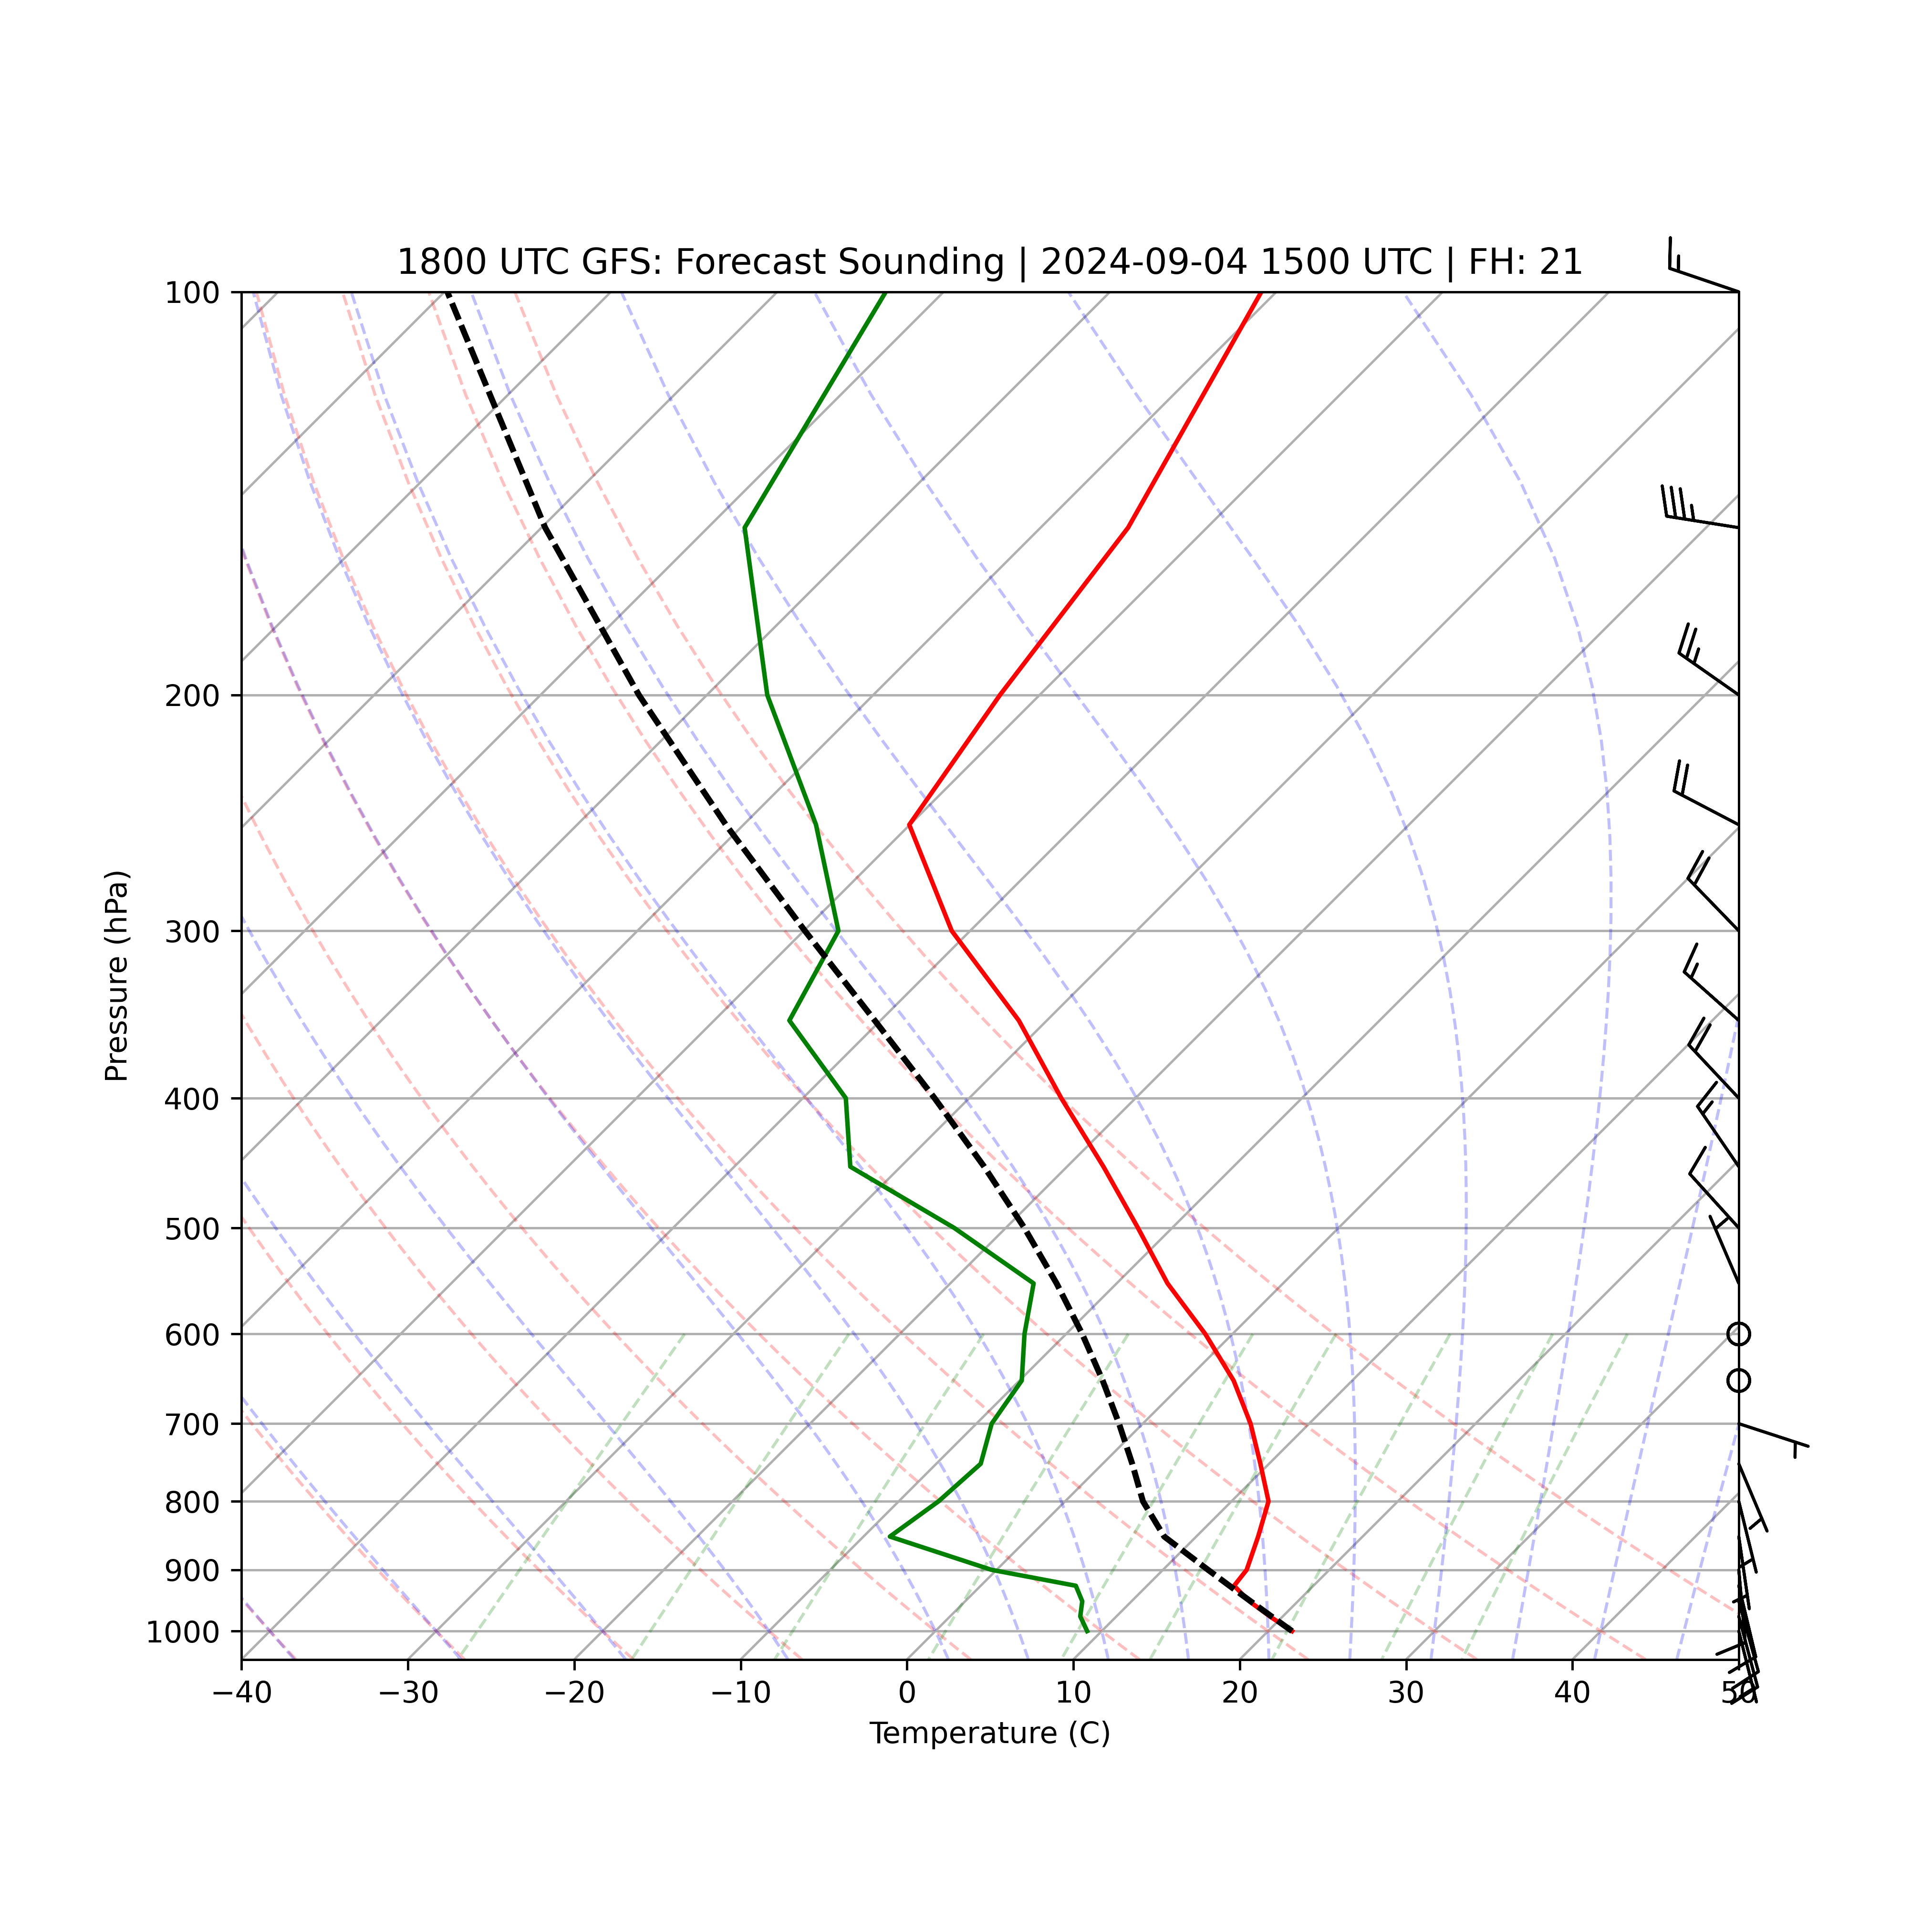 1800 UTC GFS: Forecast Sounding | 2024-09-04 1500 UTC | FH: 21
100
200
300
400
500
600
700
800
900
1000
Pressure (hPa)
−40 −30 −20 −10 0 10 20 30 40 50
Temperature (C)